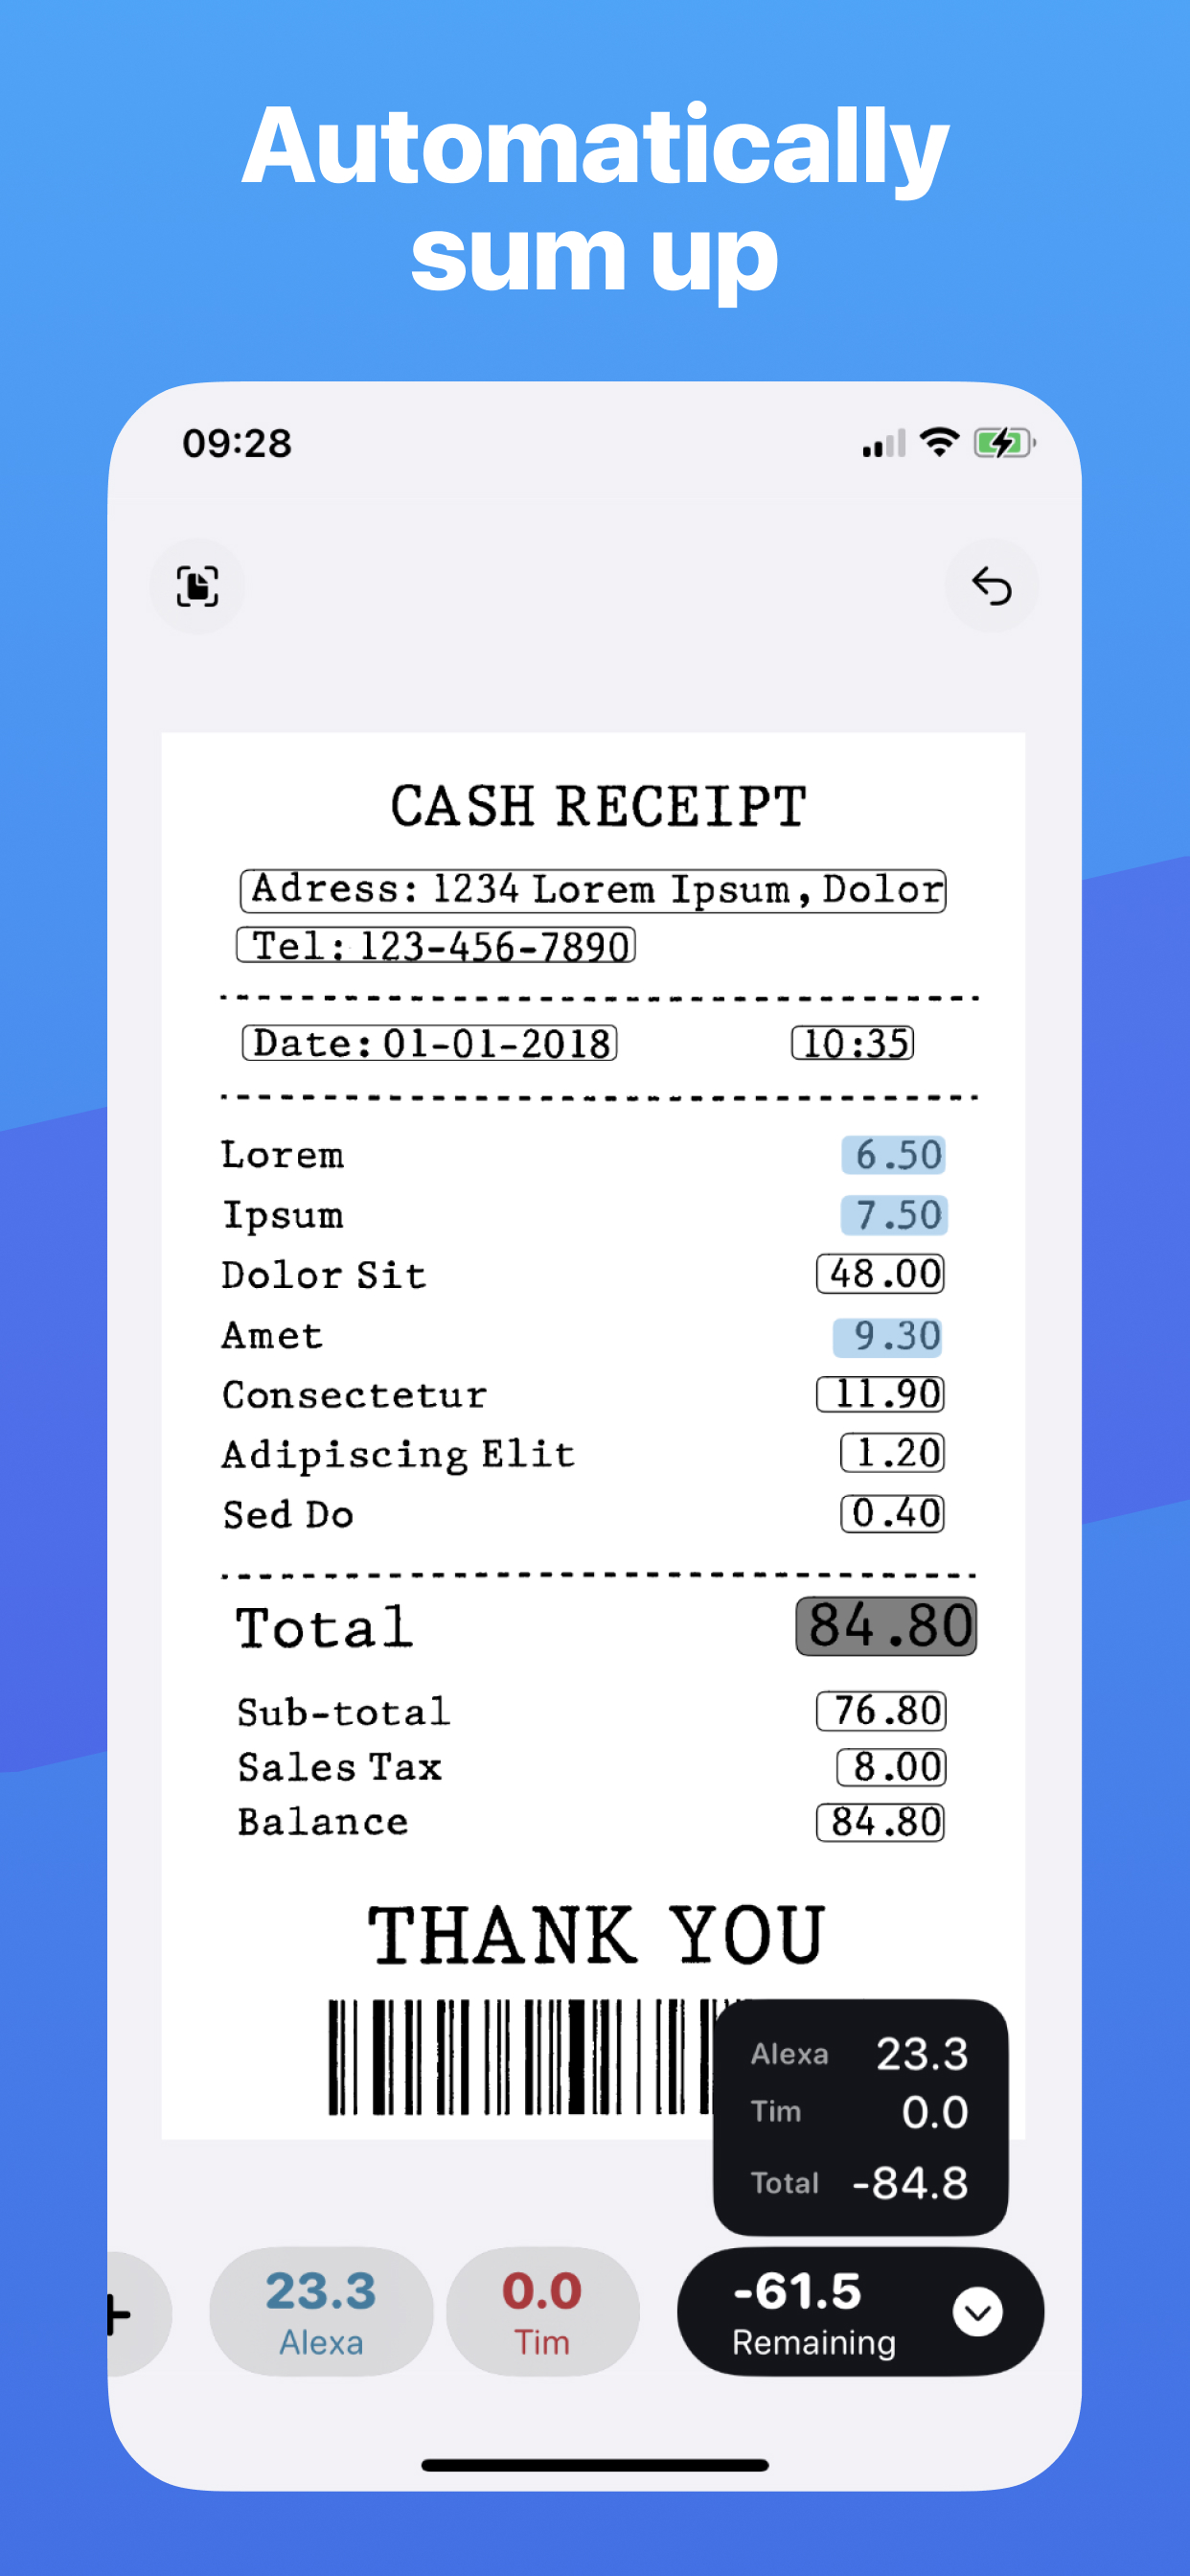 Automatically
sum up
09:28
CASH RECEIPT
Adress: 1234 Lorem Ipsum, Dolor
Tel: 123-456-7890
Date: 01-01-2018 10:35
Lorem 6.50
Ipsum 7.50
Dolor Sit 48.00
Amet 9.30
Consectetur 11.90
Adipiscing Elit 1.20
Sed Do 0.40
Total 84.80
Sub-total 76.80
Sales Tax 8.00
Balance 84.80
THANK YOU
Alexa 23.3
Tim 0.0
Total -84.8
23.3 0.0 -61.5
Alexa Tim Remaining